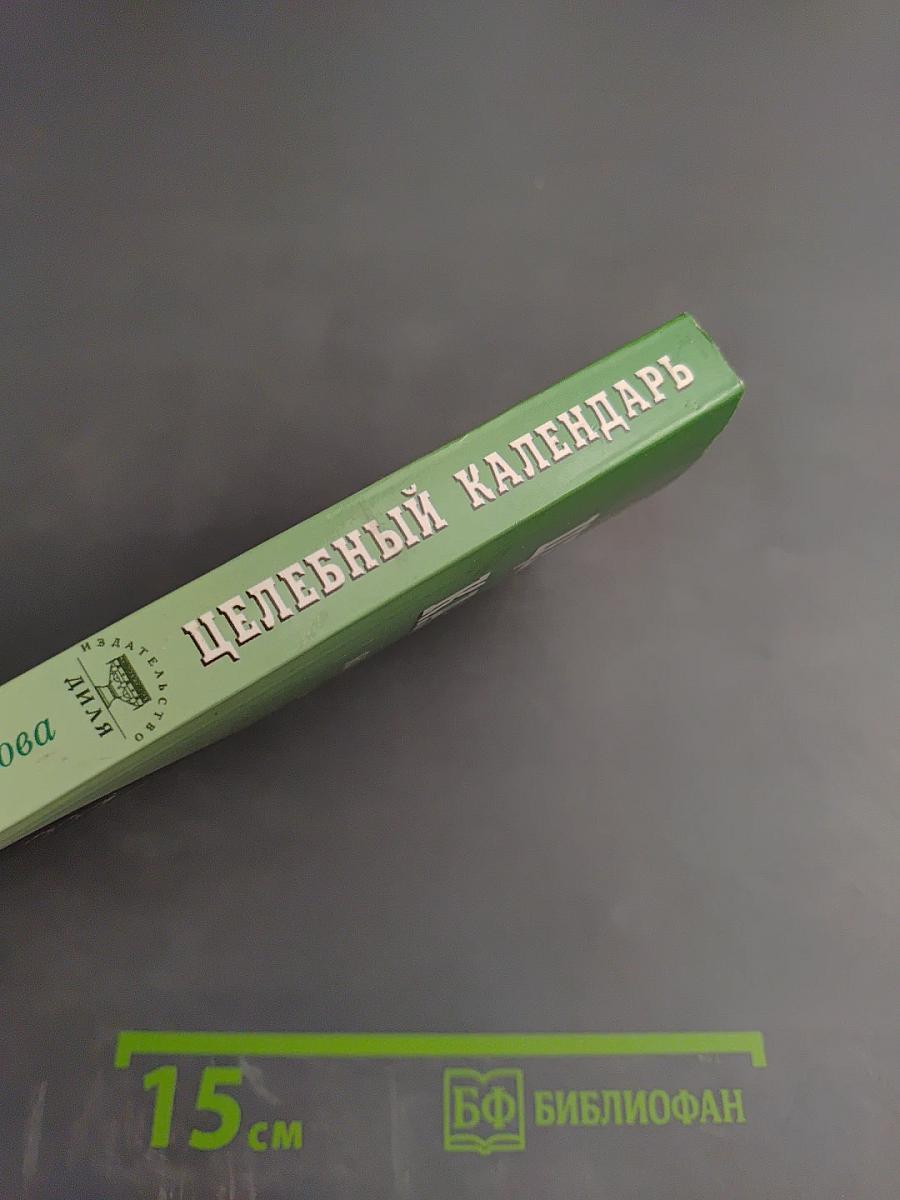 ЦЕЛЕБНЫЙ КАЛЕНДАРЬ
ИЗДАТЕЛЬСТВО
ДИЛЯ
ова
15 см
БФ БИБЛИОФАН